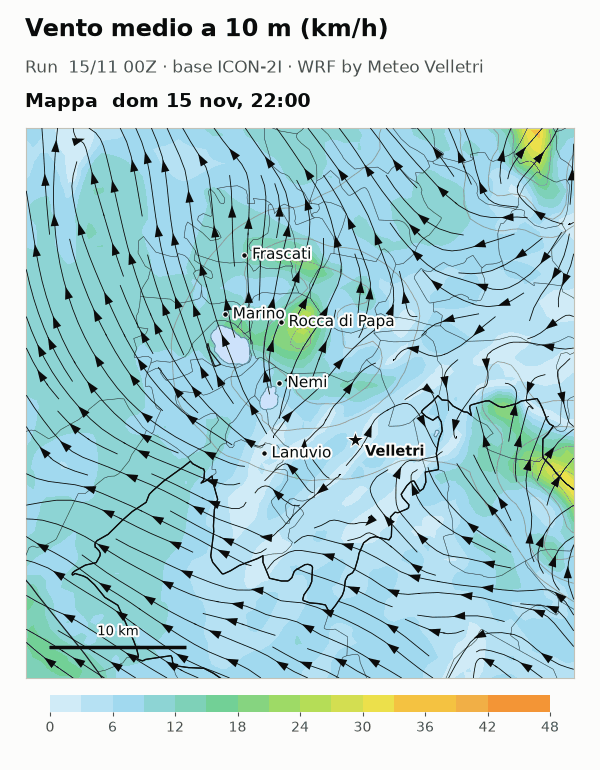 Vento medio a 10 m (km/h)
Run 15/11 00Z · base ICON-2I · WRF by Meteo Velletri
Mappa dom 15 nov, 22:00
Frascati
Marino
Rocca di Papa
Nemi
Lanuvio
Velletri
10 km
0 6 12 18 24 30 36 42 48